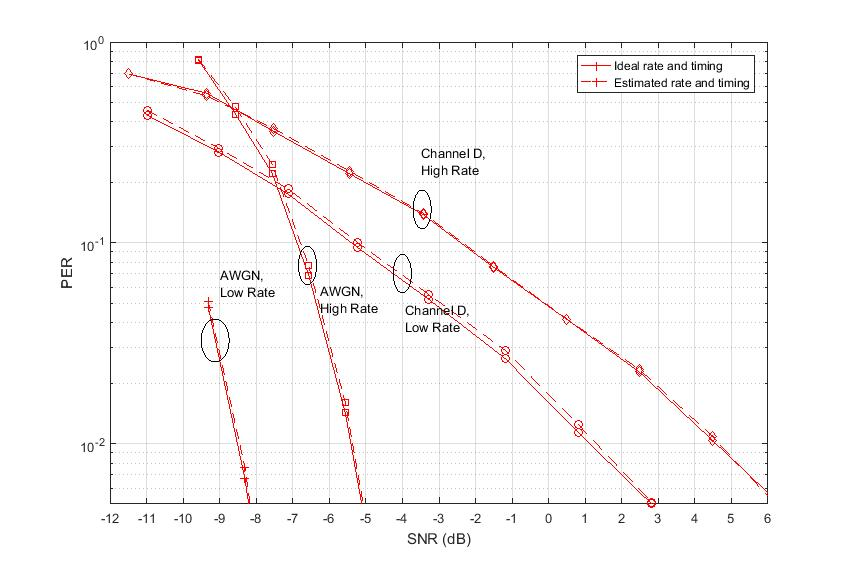 10^0
10^-1
10^-2
PER
Ideal rate and timing
Estimated rate and timing
Channel D,
High Rate
AWGN,
Low Rate
AWGN,
High Rate
Channel D,
Low Rate
-12 -11 -10 -9 -8 -7 -6 -5 -4 -3 -2 -1 0 1 2 3 4 5 6
SNR (dB)